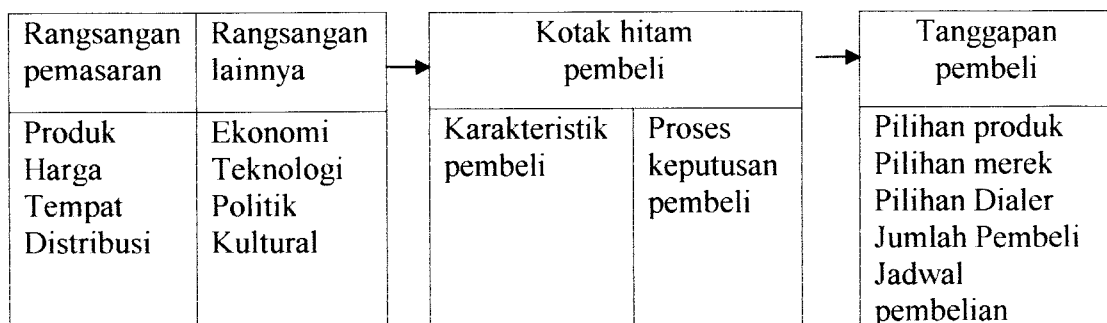 Rangsangan
pemasaran
Rangsangan
lainnya
Kotak hitam
pembeli
Tanggapan
pembeli
Produk
Harga
Tempat
Distribusi
Ekonomi
Teknologi
Politik
Kultural
Karakteristik
pembeli
Proses
keputusan
pembeli
Pilihan produk
Pilihan merek
Pilihan Dialer
Jumlah Pembeli
Jadwal
pembelian